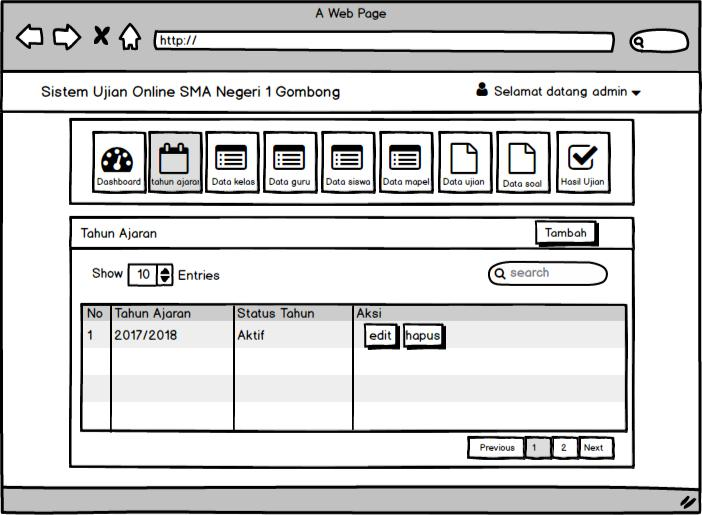 A Web Page
http://
Sistem Ujian Online SMA Negeri 1 Gombong
Selamat datang admin
Dashboard
tahun ajaran
Data kelas
Data guru
Data siswa
Data mapel
Data ujian
Data soal
Hasil Ujian
Tahun Ajaran
Tambah
Show 10 Entries
search
No Tahun Ajaran Status Tahun Aksi
1 2017/2018 Aktif edit hapus
Previous 1 2 Next